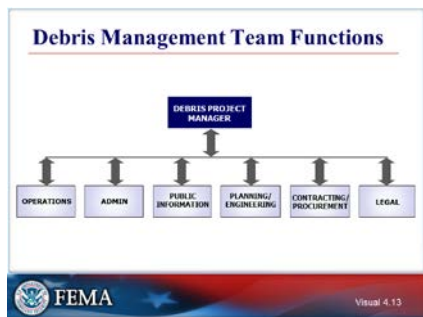 Debris Management Team Functions
DEBRIS PROJECT
MANAGER
OPERATIONS
ADMIN
PUBLIC
INFORMATION
PLANNING/
ENGINEERING
CONTRACTING/
PROCUREMENT
LEGAL
FEMA
Visual 4.13